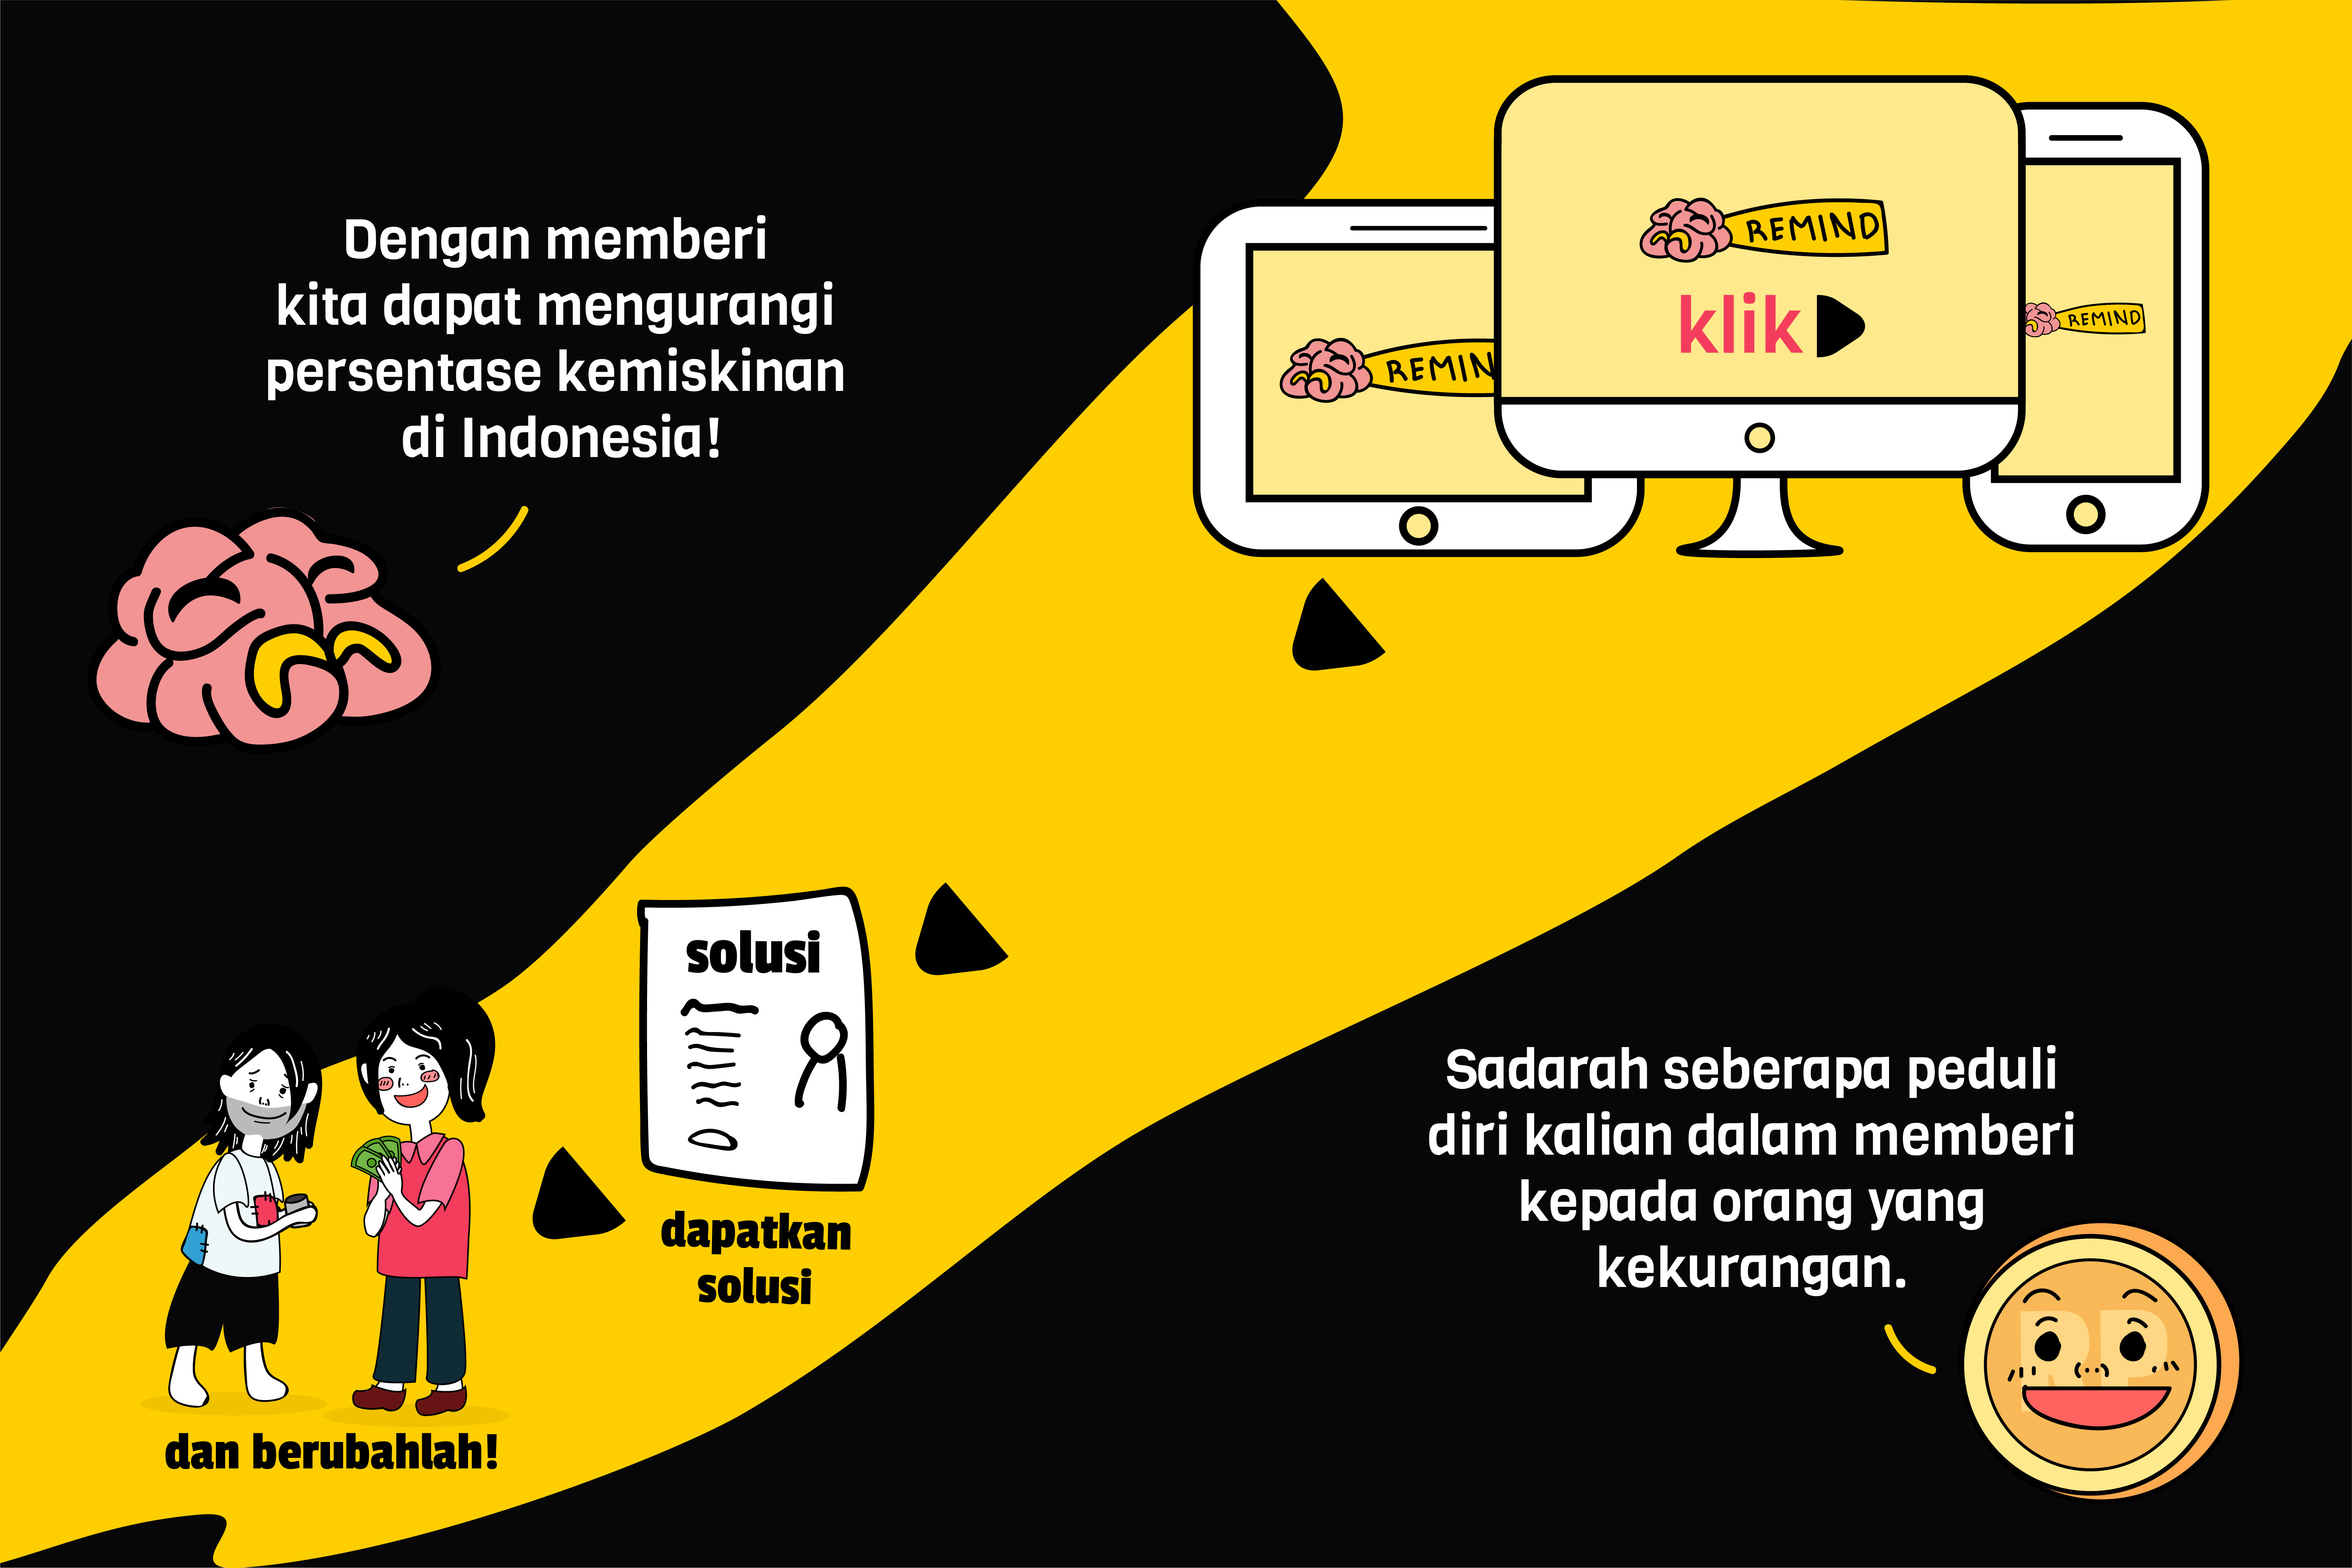 Dengan memberi
kita dapat mengurangi
persentase kemiskinan
di Indonesia!
REMIND
klik
REMIN
REMIND
solusi
dapatkan
solusi
dan berubahlah!
Sadarah seberapa peduli
diri kalian dalam memberi
kepada orang yang
kekurangan.
RP